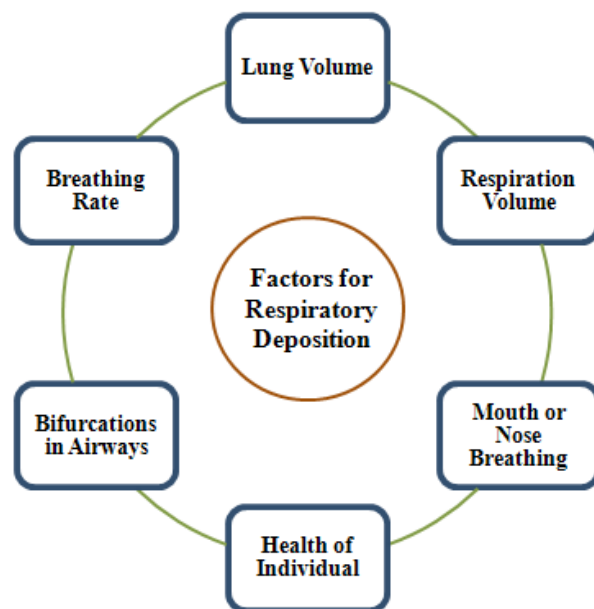 Lung Volume
Respiration
Volume
Mouth or
Nose
Breathing
Health of
Individual
Bifurcations
in Airways
Breathing
Rate
Factors for
Respiratory
Deposition